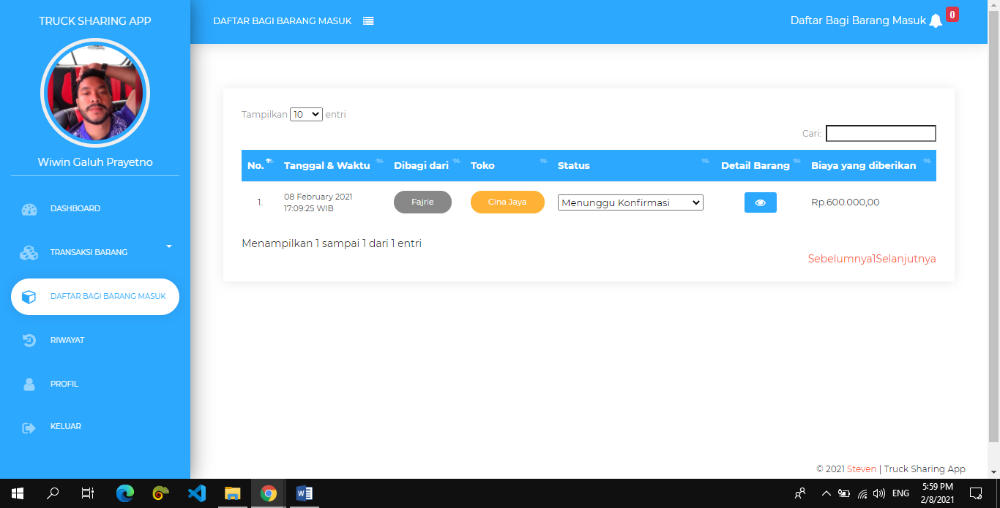 TRUCK SHARING APP
Wiwin Galuh Prayetno
DASHBOARD
TRANSAKSI BARANG
DAFTAR BAGI BARANG MASUK
RIWAYAT
PROFIL
KELUAR
DAFTAR BAGI BARANG MASUK
Daftar Bagi Barang Masuk 0
Tampilkan 10 entri
Cari:
No. Tanggal & Waktu Dibagi dari Toko Status Detail Barang Biaya yang diberikan
1. 08 February 2021 17:09:25 WIB Fajrie Cina Jaya Menunggu Konfirmasi Rp.600.000,00
Menampilkan 1 sampai 1 dari 1 entri
Sebelumnya1Selanjutnya
© 2021 Steven | Truck Sharing App
ENG
5:59 PM
2/8/2021